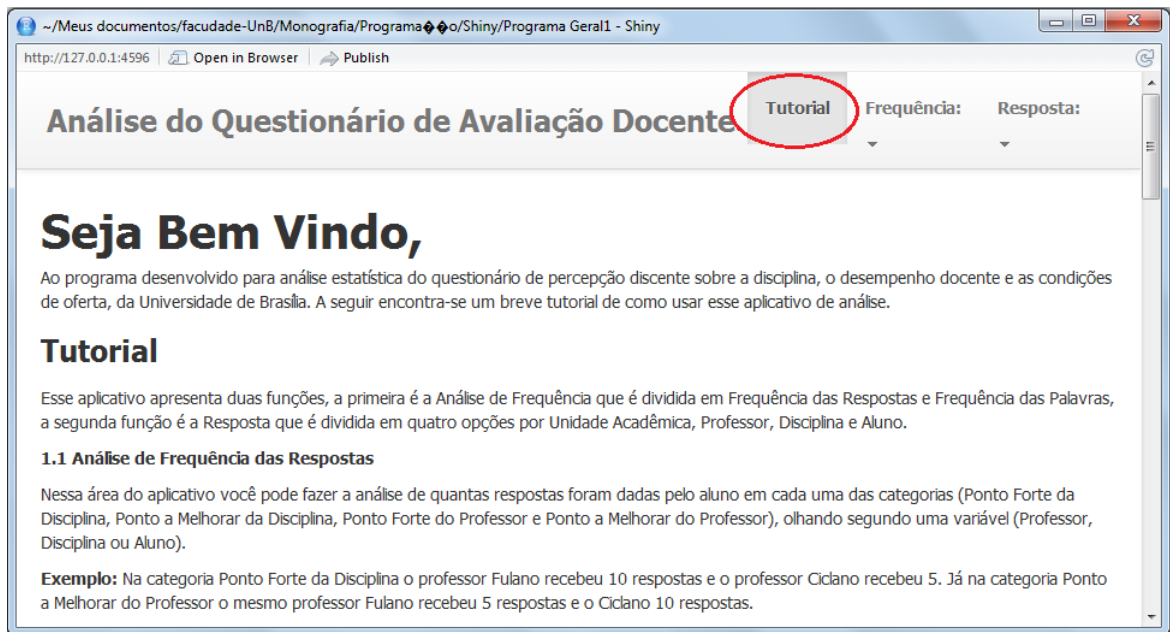 ~/Meus documentos/facudade-UnB/Monografia/Programa��o/Shiny/Programa Geral1 - Shiny
http://127.0.0.1:4596 Open in Browser Publish
Análise do Questionário de Avaliação Docente Tutorial Frequência: Resposta:
Seja Bem Vindo,
Ao programa desenvolvido para análise estatística do questionário de percepção discente sobre a disciplina, o desempenho docente e as condições
de oferta, da Universidade de Brasília. A seguir encontra-se um breve tutorial de como usar esse aplicativo de análise.
Tutorial
Esse aplicativo apresenta duas funções, a primeira é a Análise de Frequência que é dividida em Frequência das Respostas e Frequência das Palavras,
a segunda função é a Resposta que é dividida em quatro opções por Unidade Acadêmica, Professor, Disciplina e Aluno.
1.1 Análise de Frequência das Respostas
Nessa área do aplicativo você pode fazer a análise de quantas respostas foram dadas pelo aluno em cada uma das categorias (Ponto Forte da
Disciplina, Ponto a Melhorar da Disciplina, Ponto Forte do Professor e Ponto a Melhorar do Professor), olhando segundo uma variável (Professor,
Disciplina ou Aluno).
Exemplo: Na categoria Ponto Forte da Disciplina o professor Fulano recebeu 10 respostas e o professor Ciclano recebeu 5. Já na categoria Ponto
a Melhorar do Professor o mesmo professor Fulano recebeu 5 respostas e o Ciclano 10 respostas.